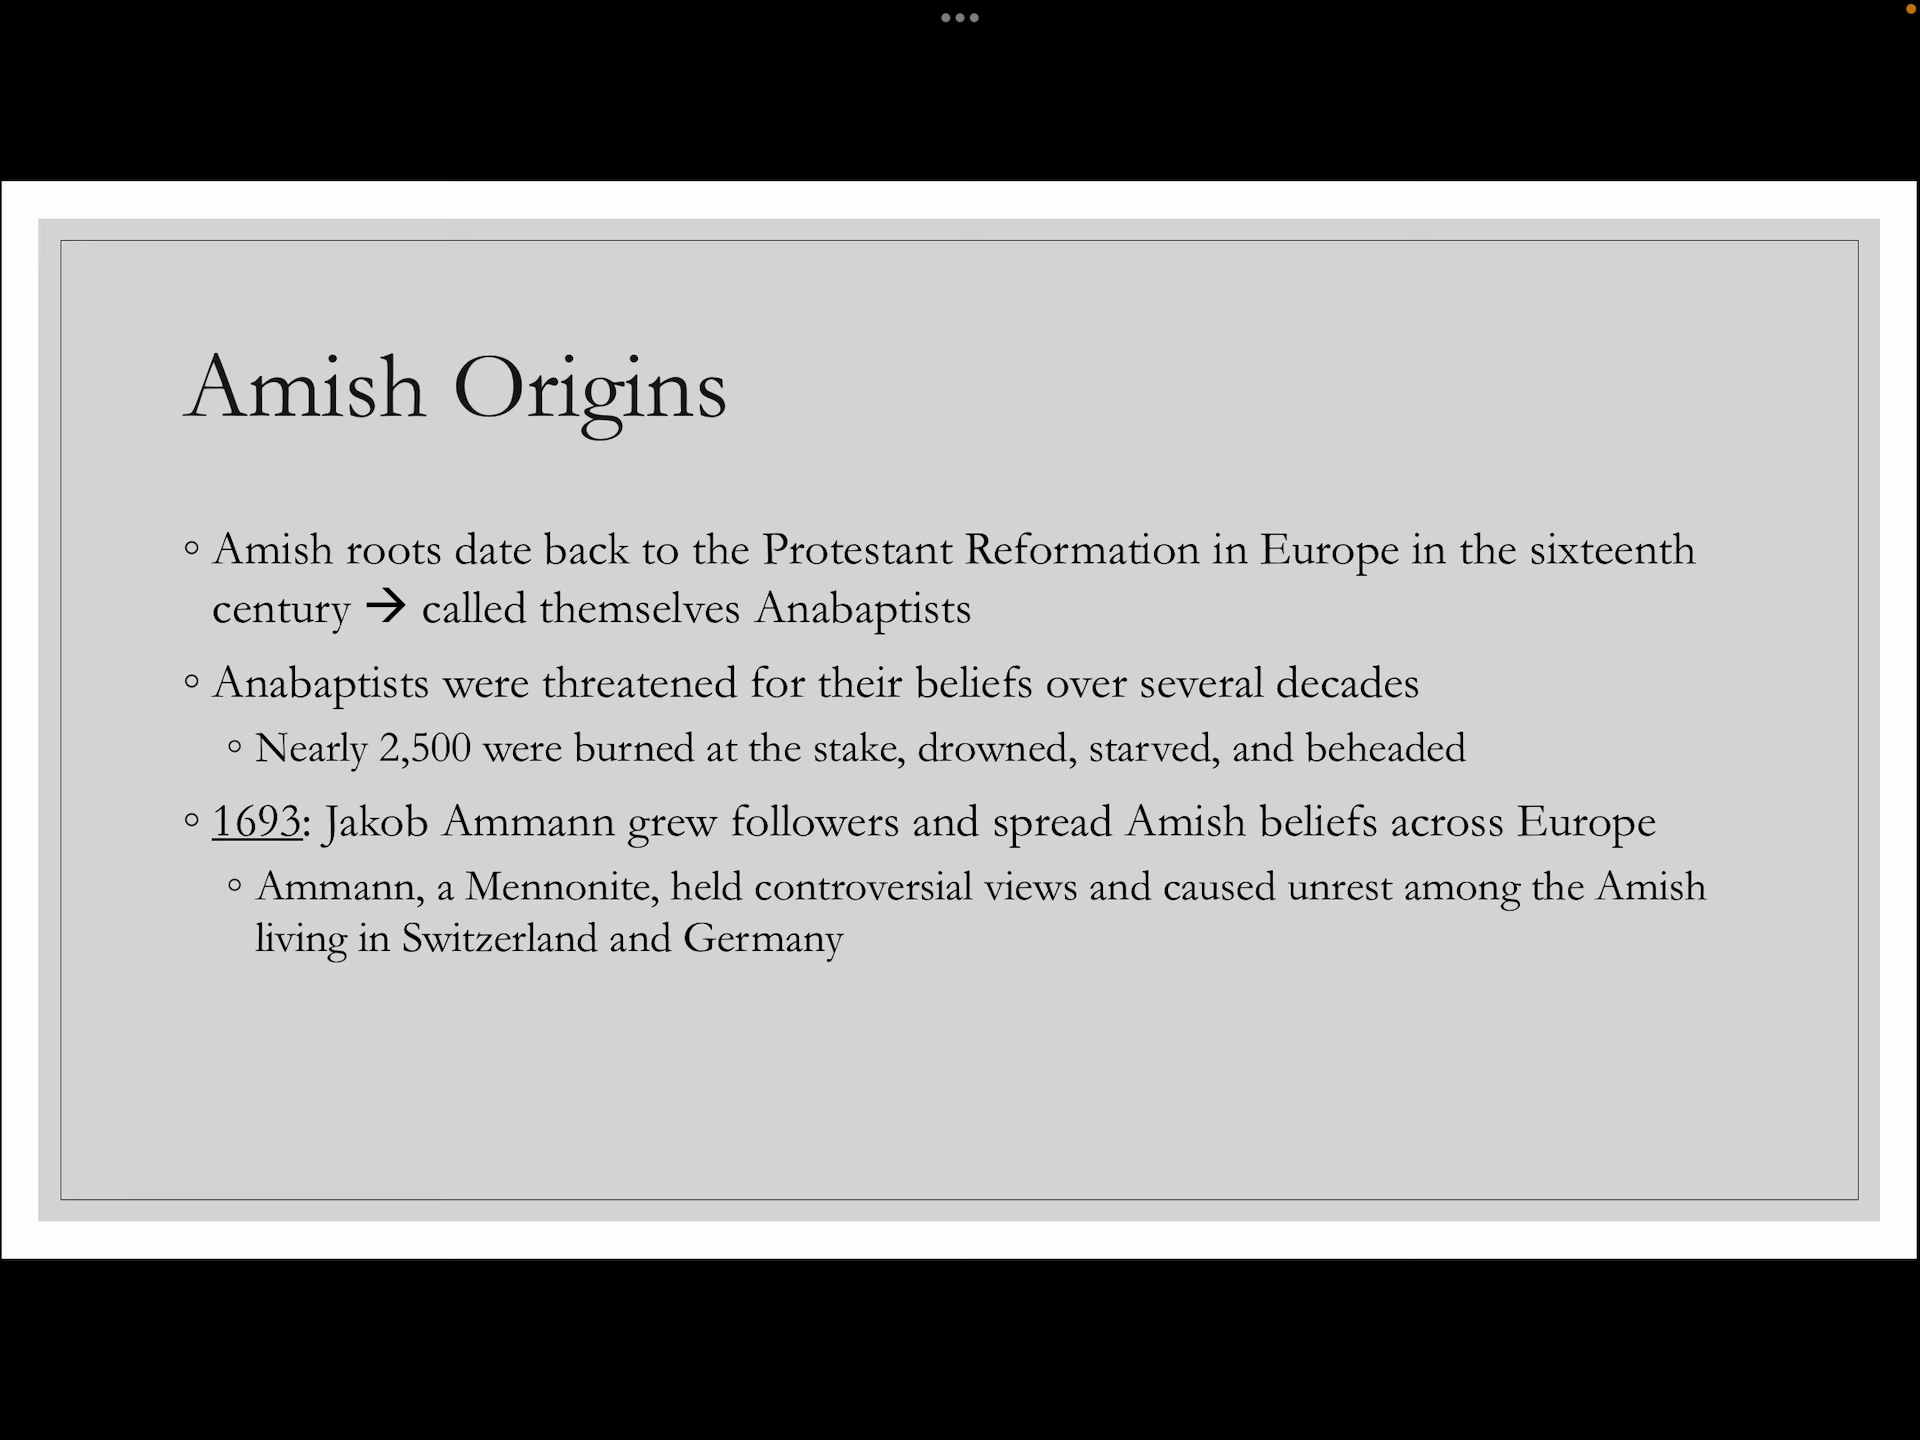 Amish Origins
◦ Amish roots date back to the Protestant Reformation in Europe in the sixteenth
century → called themselves Anabaptists
◦ Anabaptists were threatened for their beliefs over several decades
◦ Nearly 2,500 were burned at the stake, drowned, starved, and beheaded
◦ 1693: Jakob Ammann grew followers and spread Amish beliefs across Europe
◦ Ammann, a Mennonite, held controversial views and caused unrest among the Amish
living in Switzerland and Germany